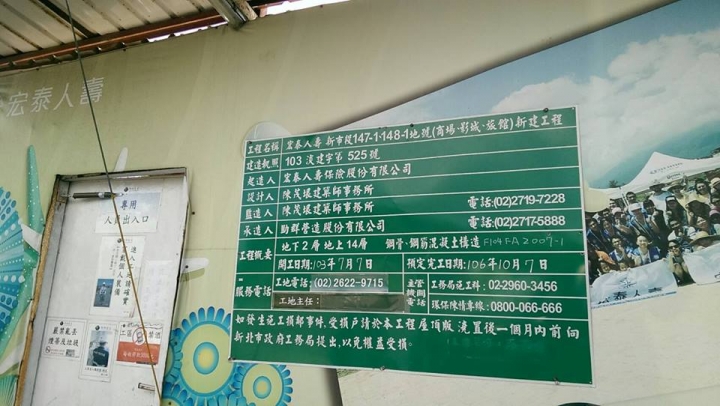 宏泰人壽
工程名稱 宏泰人壽 新市段147-1、148-1地號(商場、影城、旅館)新建工程
建造執照 103 淡建字第 525 號
起造人 宏泰人壽保險股份有限公司
設計人 陳茂堫建築師事務所 電話:(02)2719-7228
監造人 陳茂堫建築師事務所
承造人 助群營造股份有限公司 電話:(02)2717-5888
工程概要 地下2層地上14層 鋼骨、鋼筋混凝土構造
開工日期:103年7月7日 預定完工日期:106年10月7日
服務電話 工地電話:(02)2622-9715 主管機關電話 工務局施工科:02-2960-3456
工地主任: 環保陳情專線:0800-066-666
如發生施工損鄰事件,受損戶請於本工程屋頂版 澆置後一個月內前向
新北市政府工務局提出,以免權益受損。
專用
人員出入口
宏泰人壽